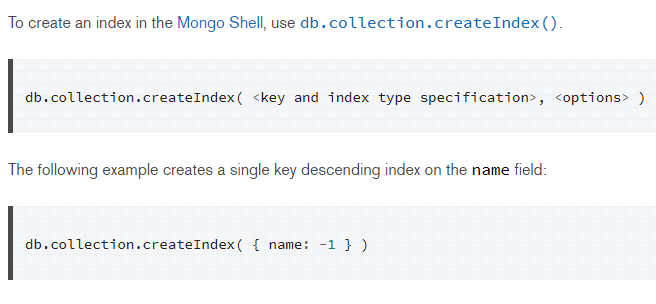 To create an index in the Mongo Shell, use db.collection.createIndex().
db.collection.createIndex( <key and index type specification>, <options> )
The following example creates a single key descending index on the name field:
db.collection.createIndex( { name: -1 } )